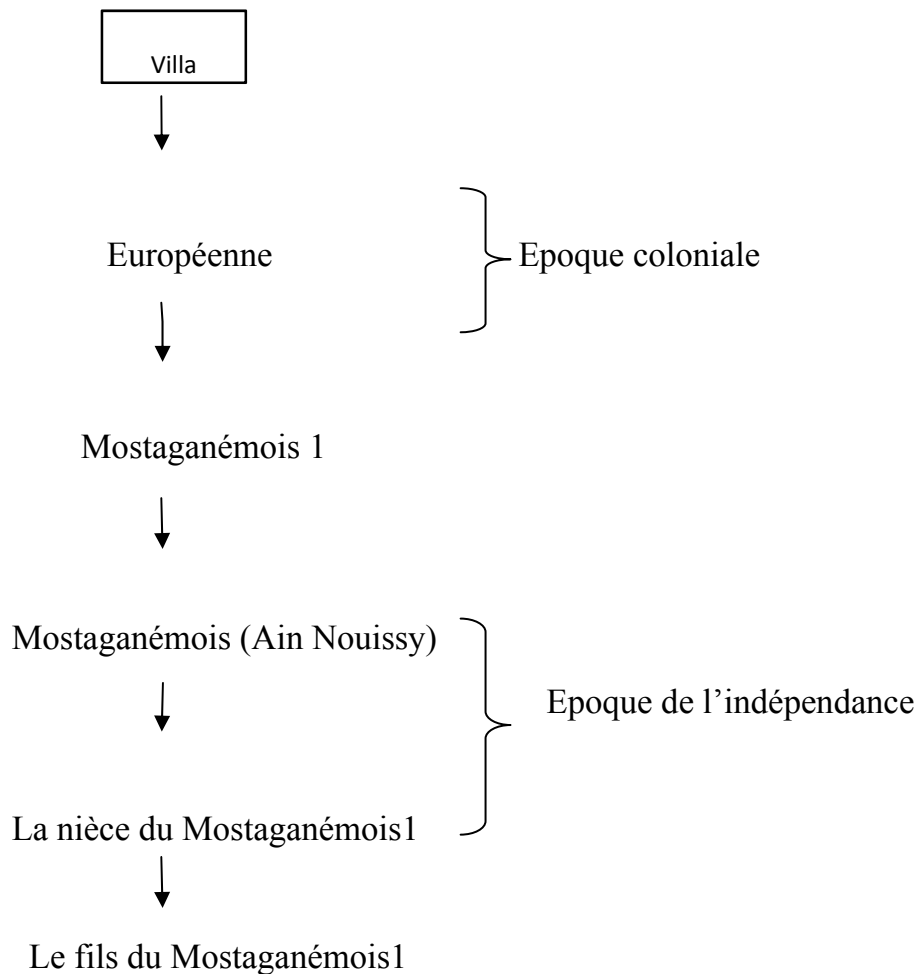 Villa
Européenne
Epoque coloniale
Mostaganémois 1
Mostaganémois (Ain Nouissy)
Epoque de l’indépendance
La nièce du Mostaganémois1
Le fils du Mostaganémois1